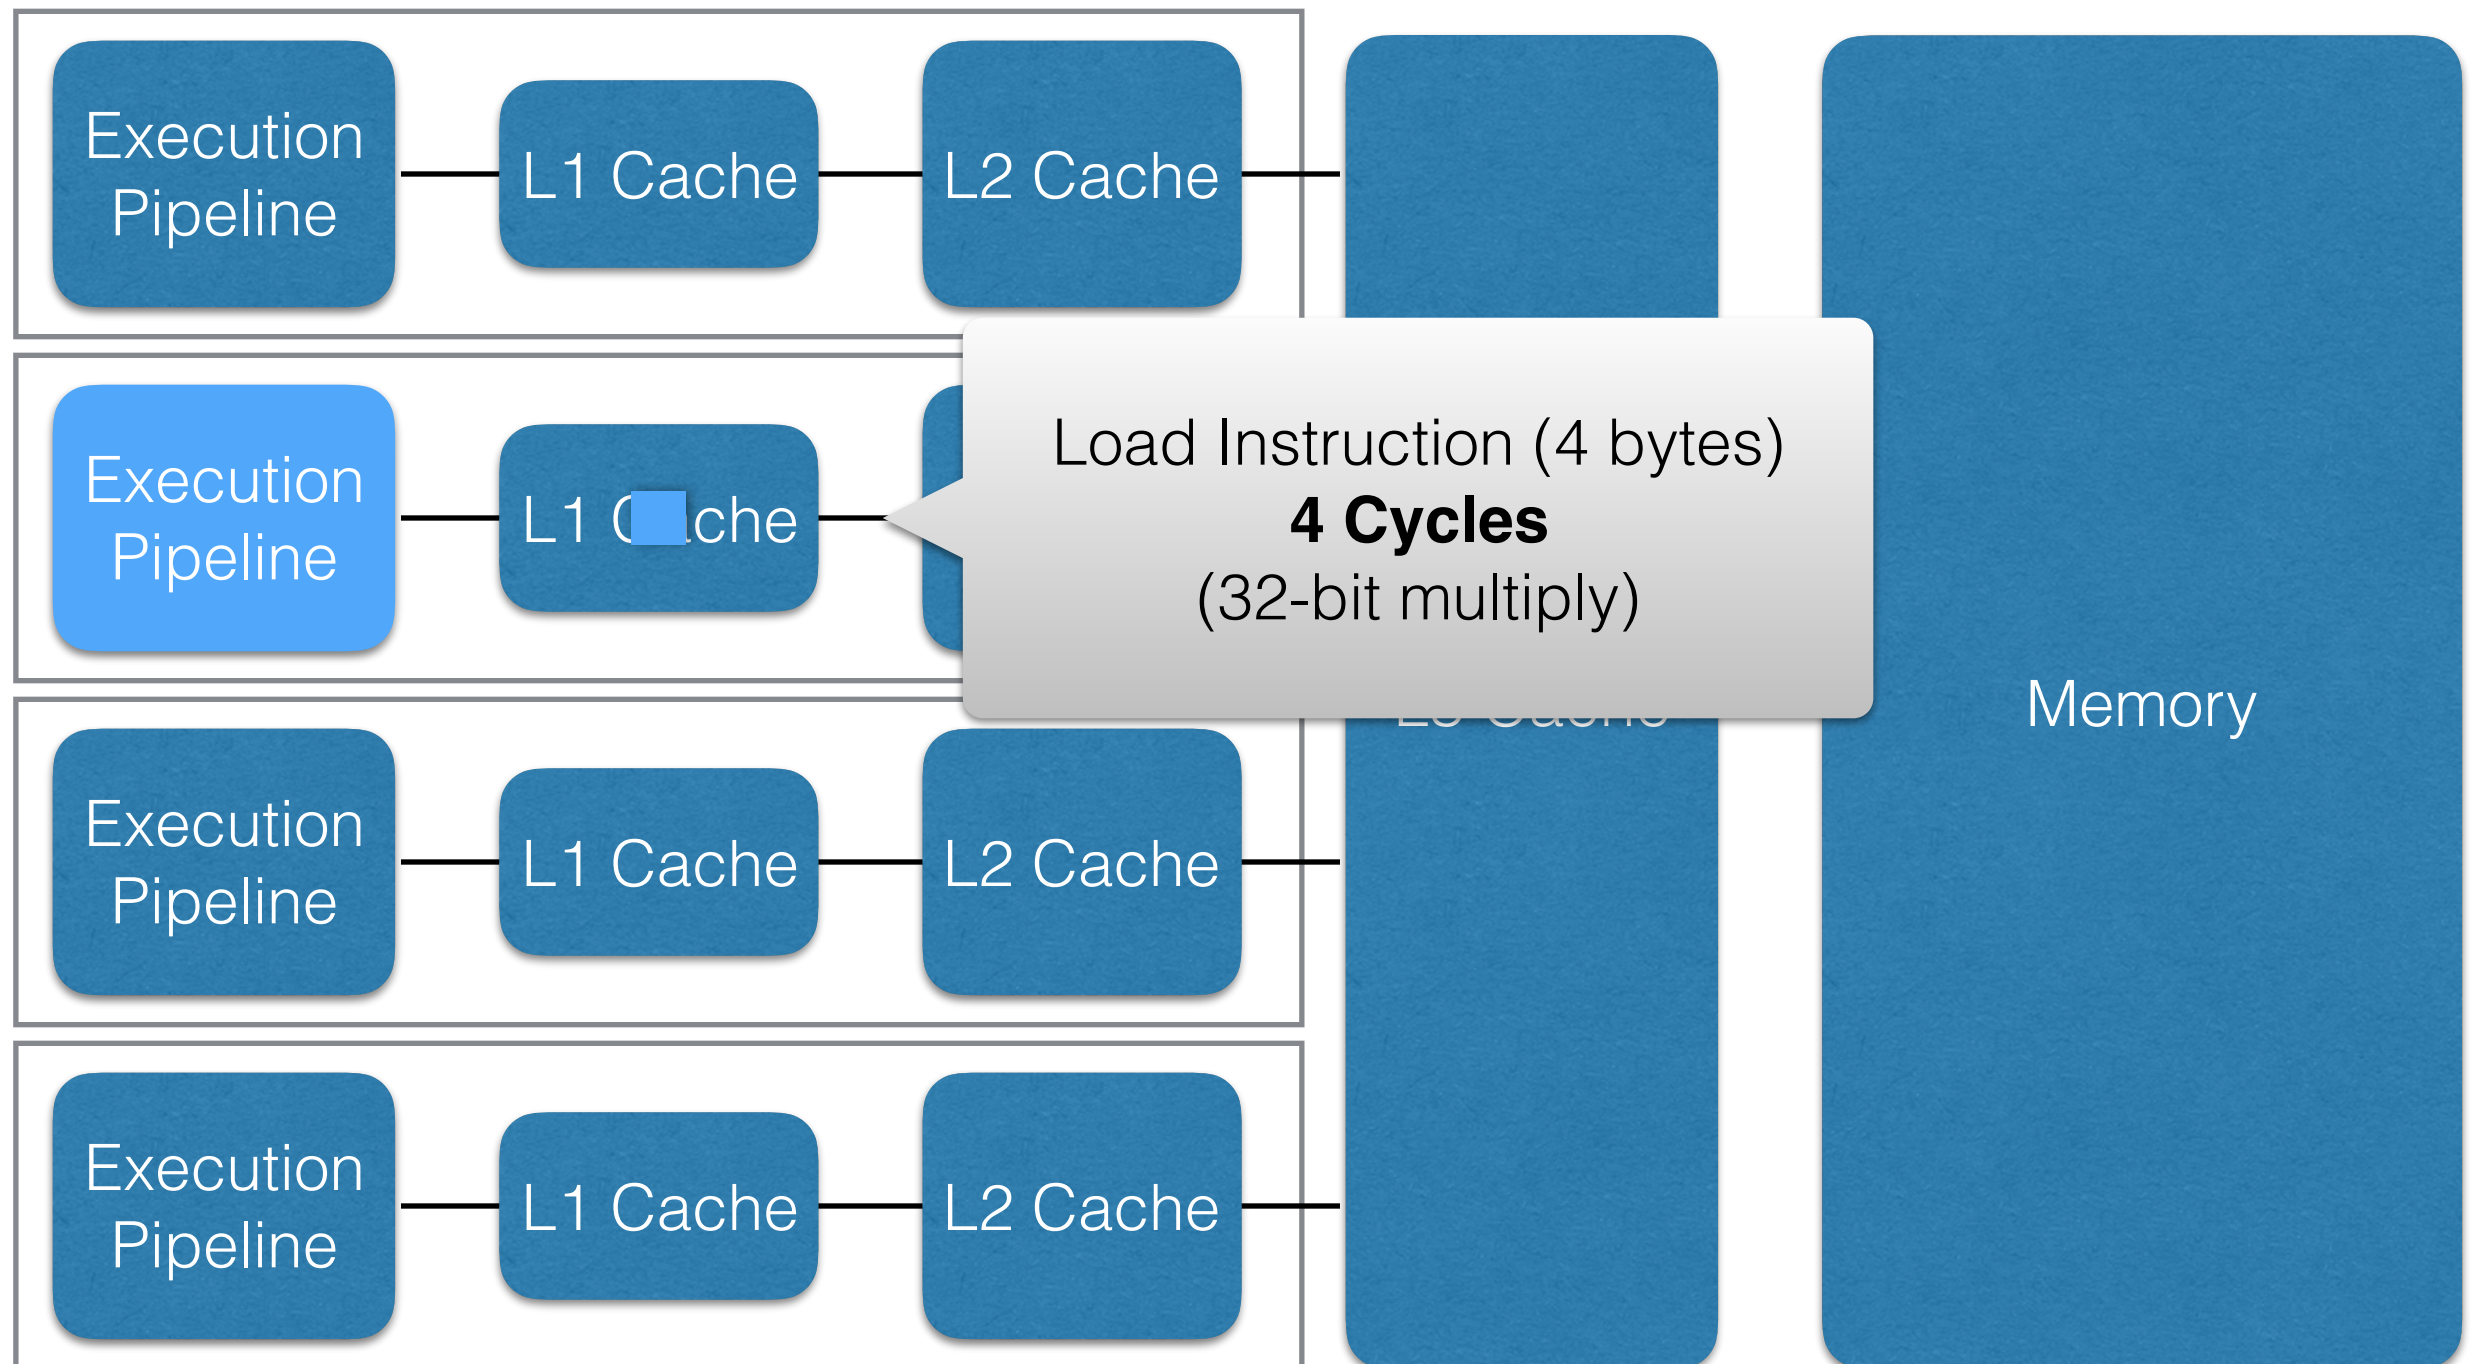 Execution
Pipeline
L1 Cache
L2 Cache
Execution
Pipeline
L1
Load Instruction (4 bytes)
4 Cycles
(32-bit multiply)
Memory
Execution
Pipeline
L1 Cache
L2 Cache
Execution
Pipeline
L1 Cache
L2 Cache